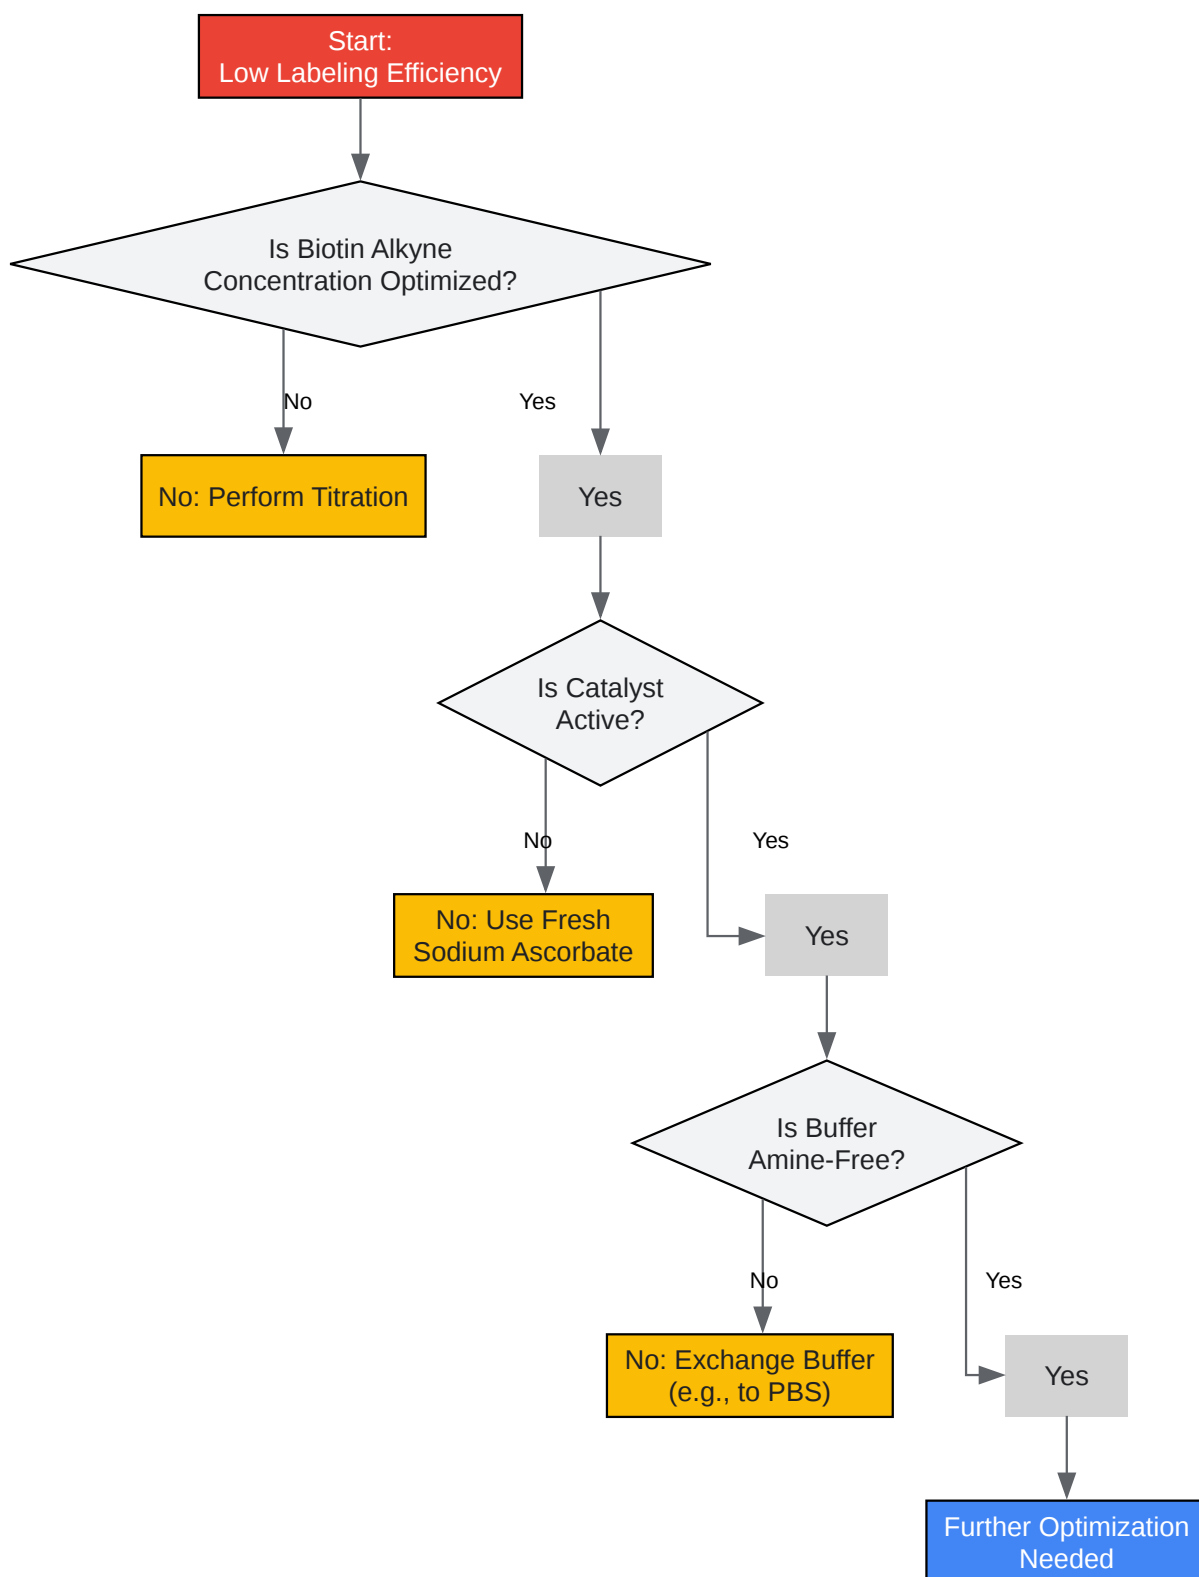 Start:
Low Labeling Efficiency
Is Biotin Alkyne
Concentration Optimized?
No
Yes
No: Perform Titration
Yes
Is Catalyst
Active?
No
Yes
No: Use Fresh
Sodium Ascorbate
Yes
Is Buffer
Amine-Free?
No
Yes
No: Exchange Buffer
(e.g., to PBS)
Yes
Further Optimization
Needed